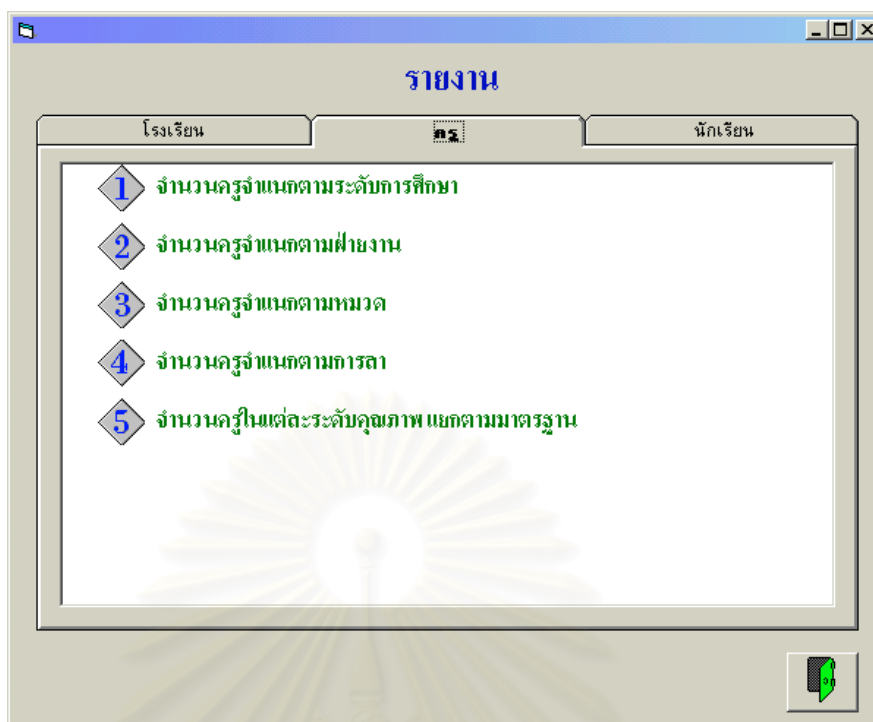 รายงาน
โรงเรียน ครู นักเรียน
1 จำนวนครูจำแนกตามระดับการศึกษา
2 จำนวนครูจำแนกตามฝ่ายงาน
3 จำนวนครูจำแนกตามหมวด
4 จำนวนครูจำแนกตามการลา
5 จำนวนครูในแต่ละระดับคุณภาพ แยกตามมาตรฐาน